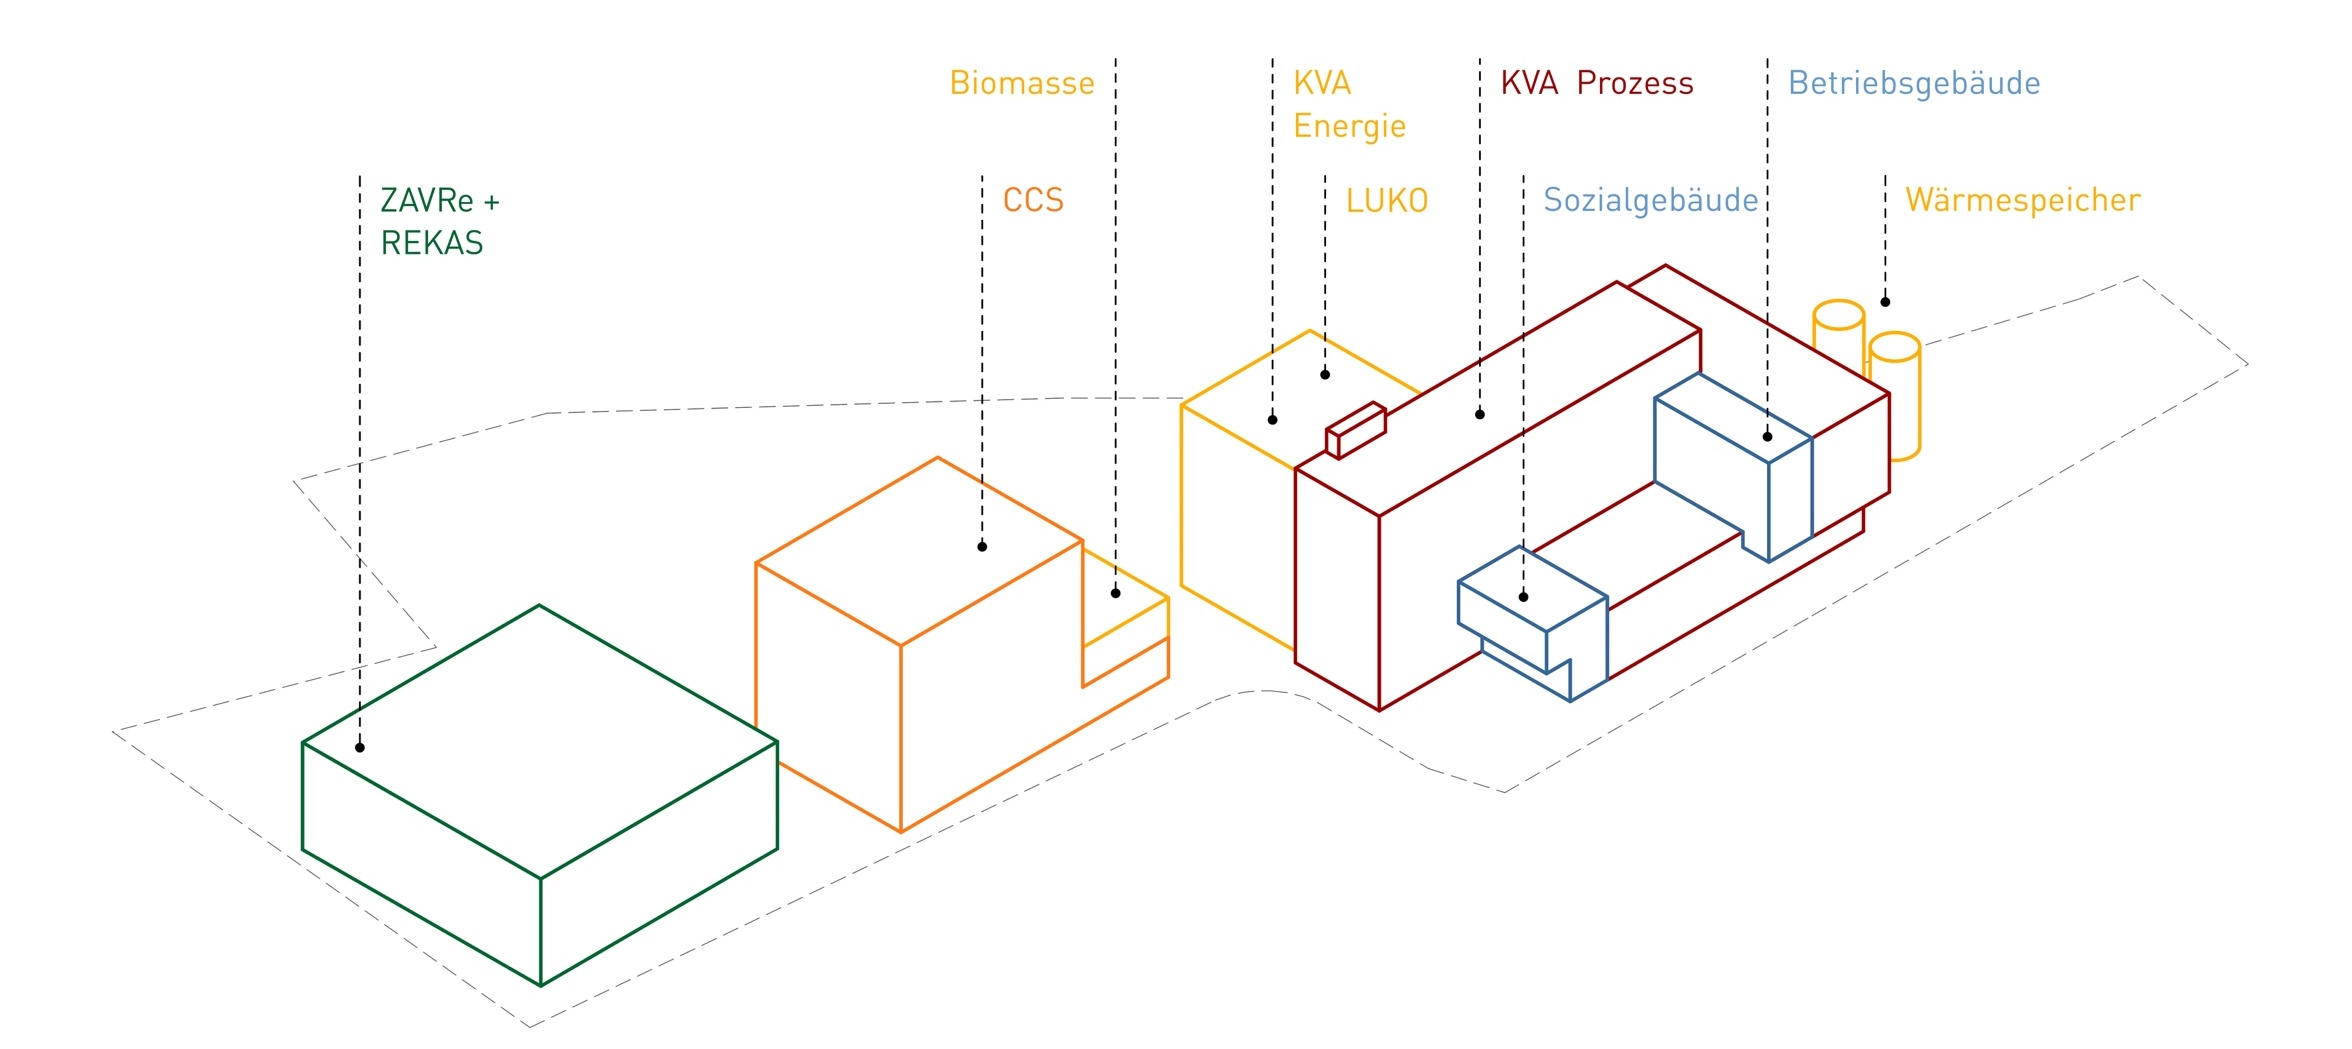 Biomasse
KVA
Energie
KVA Prozess
Betriebsgebäude
ZAVRe +
REKAS
CCS
LUKO
Sozialgebäude
Wärmespeicher